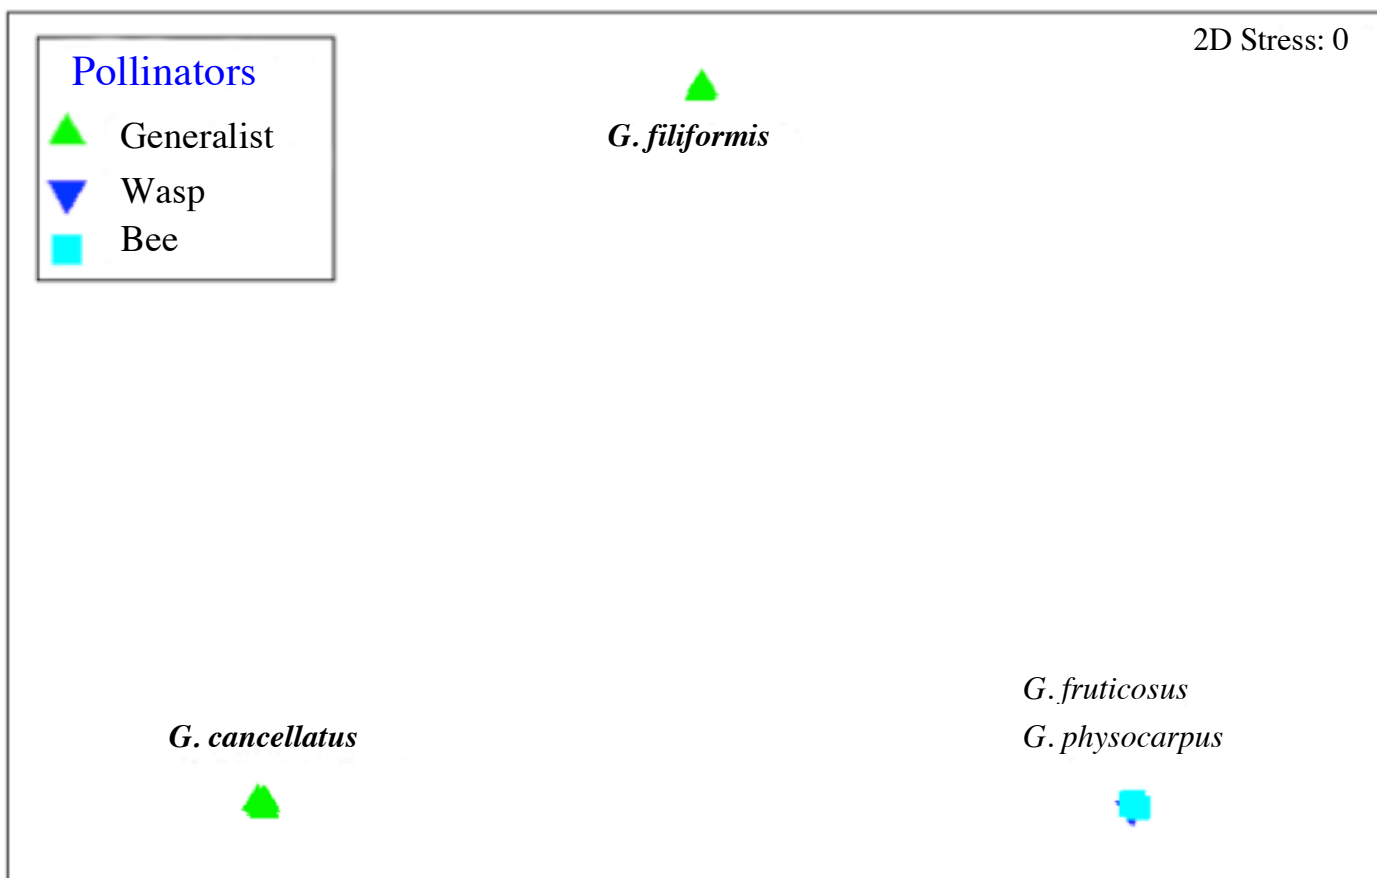 2D Stress: 0
Pollinators
Generalist
Wasp
Bee
G. filiformis
G. fruticosus
G. physocarpus
G. cancellatus